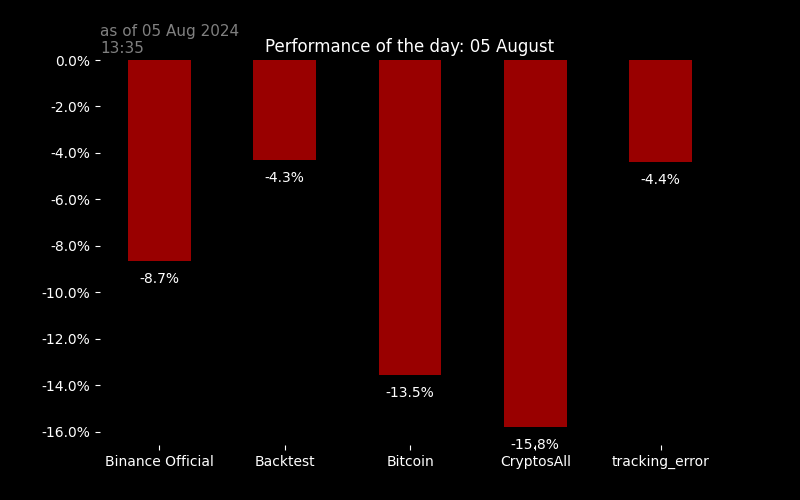 as of 05 Aug 2024
13:35
Performance of the day: 05 August
0.0%
-2.0%
-4.0%
-6.0%
-8.0%
-10.0%
-12.0%
-14.0%
-16.0%
-8.7%
-4.3%
-13.5%
-15.8%
-4.4%
Binance Official
Backtest
Bitcoin
CryptosAll
tracking_error